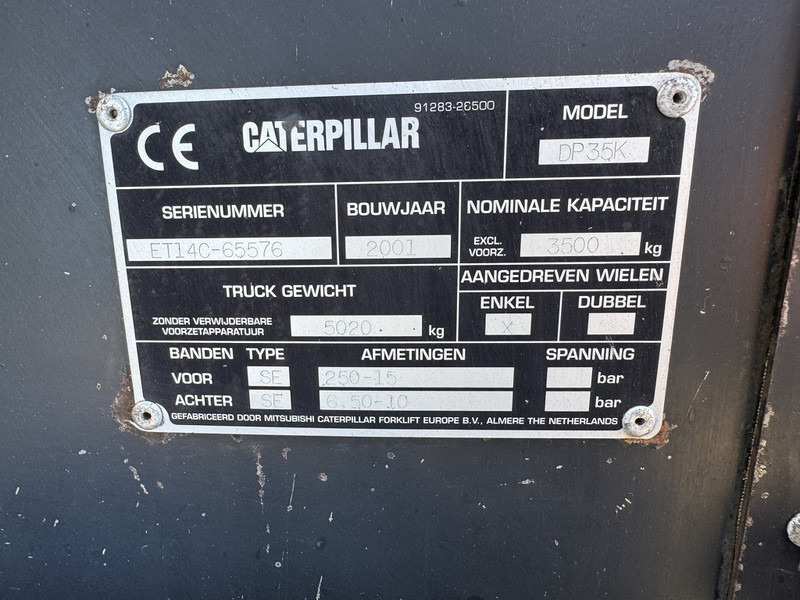 91283-26500
CE CATERPILLAR
MODEL
DP35K
SERIENUMMER
ET14C-65576
BOUWJAAR
2001
NOMINALE KAPACITEIT
EXCL. VOORZ. 3500 kg
TRUCK GEWICHT
ZONDER VERWIJDERBARE
VOORZETAPPARATUUR 5020 kg
AANGEDREVEN WIELEN
ENKEL DUBBEL
X
BANDEN TYPE AFMETINGEN SPANNING
VOOR SE 250-15 bar
ACHTER SE 6.50-10 bar
GEFABRICEERD DOOR MITSUBISHI CATERPILLAR FORKLIFT EUROPE B.V., ALMERE THE NETHERLANDS